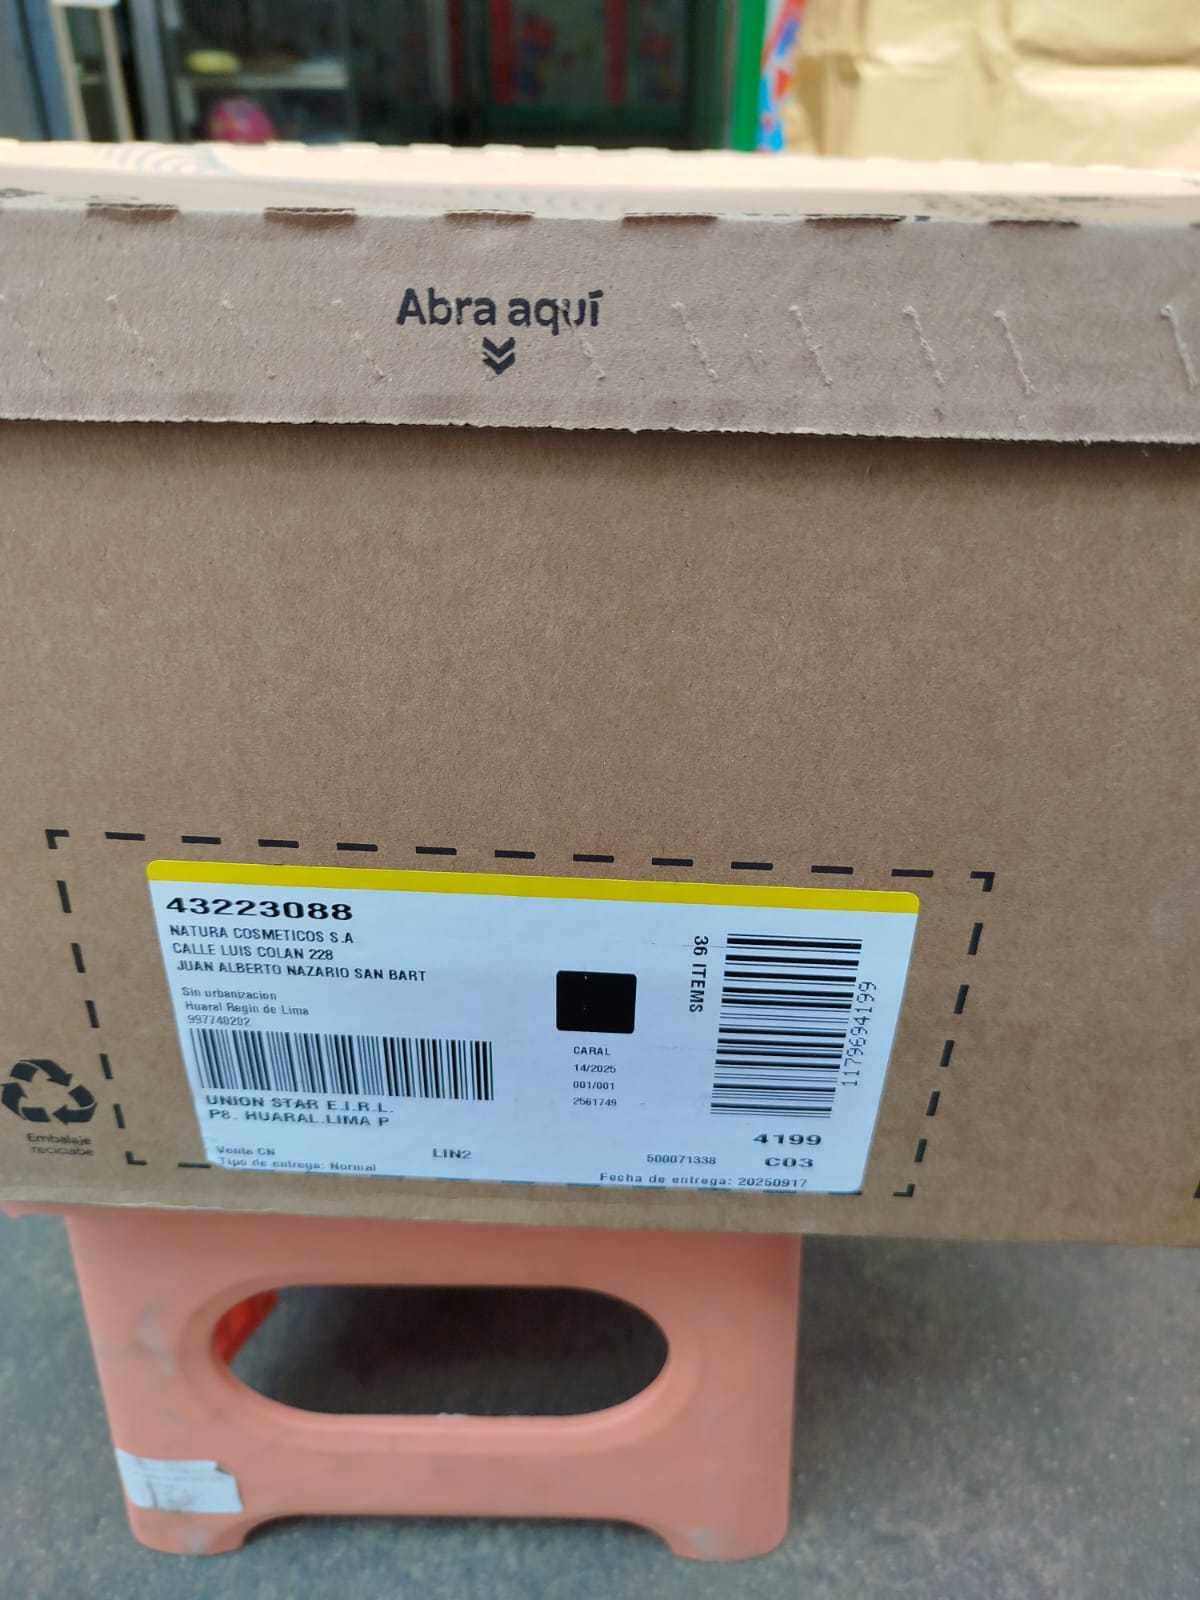 Abra aquí
43223088
NATURA COSMETICOS S.A
CALLE LUIS COLAN 228
JUAN ALBERTO NAZARIO SAN BART
Sin urbanizacion
Huaral Regin de Lima
997740202
UNION STAR E.I.R.L.
P8. HUARAL.LIMA P
Venta CN
Tipo de entrega: Normal
LIN2
CARAL
14/2025
001/001
2561749
36 ITEMS
1179694199
4199
500071338
C03
Fecha de entrega: 20250917
Embalaje
reciclable